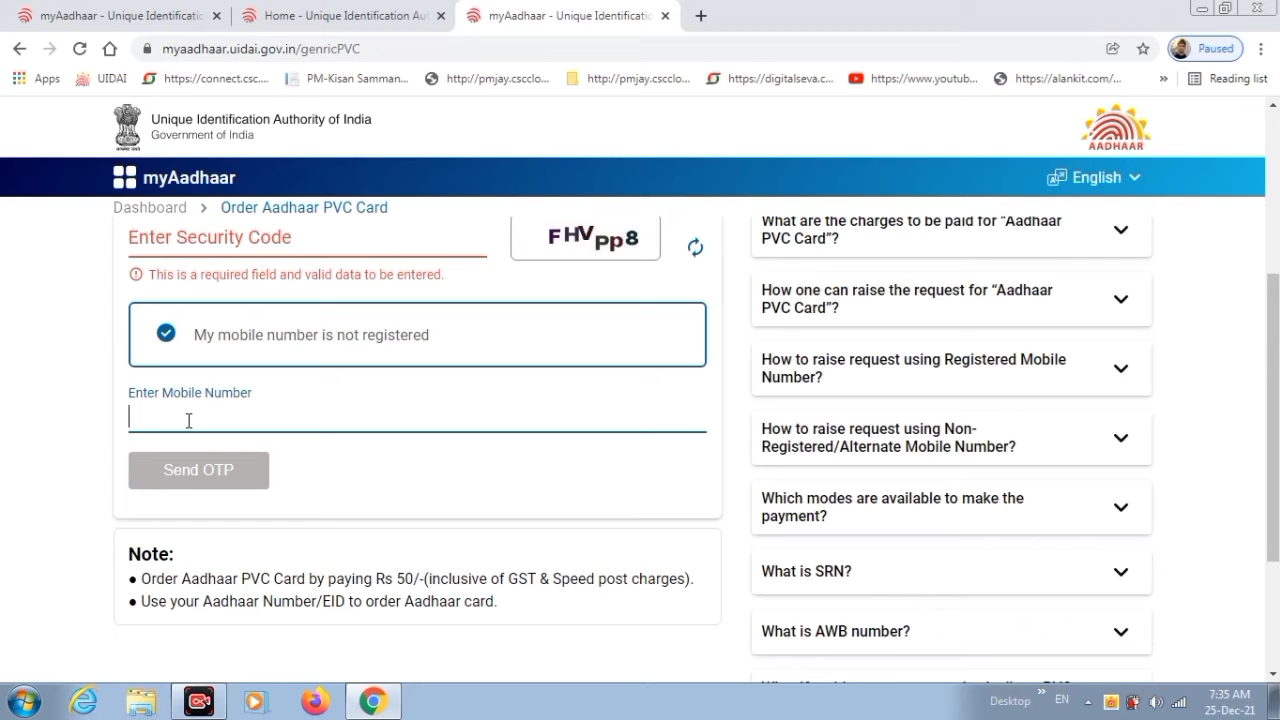 myAadhaar - Unique Identificatic
Home - Unique Identification Aut
myAadhaar - Unique Identificatic
myaadhaar.uidai.gov.in/genricPVC
Paused
Apps
UIDAI
https://connect.csc....
PM-Kisan Samman...
http://pmjay.cscclo...
http://pmjay.cscclo...
https://digitalseva.c...
https://www.youtub...
https://alankit.com/...
»
Reading list
Unique Identification Authority of India
Government of India
AADHAAR
myAadhaar
English
Dashboard > Order Aadhaar PVC Card
Enter Security Code
FHVPp8
This is a required field and valid data to be entered.
My mobile number is not registered
Enter Mobile Number
Send OTP
Note:
● Order Aadhaar PVC Card by paying Rs 50/-(inclusive of GST & Speed post charges).
● Use your Aadhaar Number/EID to order Aadhaar card.
What are the charges to be paid for “Aadhaar
PVC Card”?
How one can raise the request for “Aadhaar
PVC Card”?
How to raise request using Registered Mobile
Number?
How to raise request using Non-
Registered/Alternate Mobile Number?
Which modes are available to make the
payment?
What is SRN?
What is AWB number?
Desktop
»
EN
7:35 AM
25-Dec-21